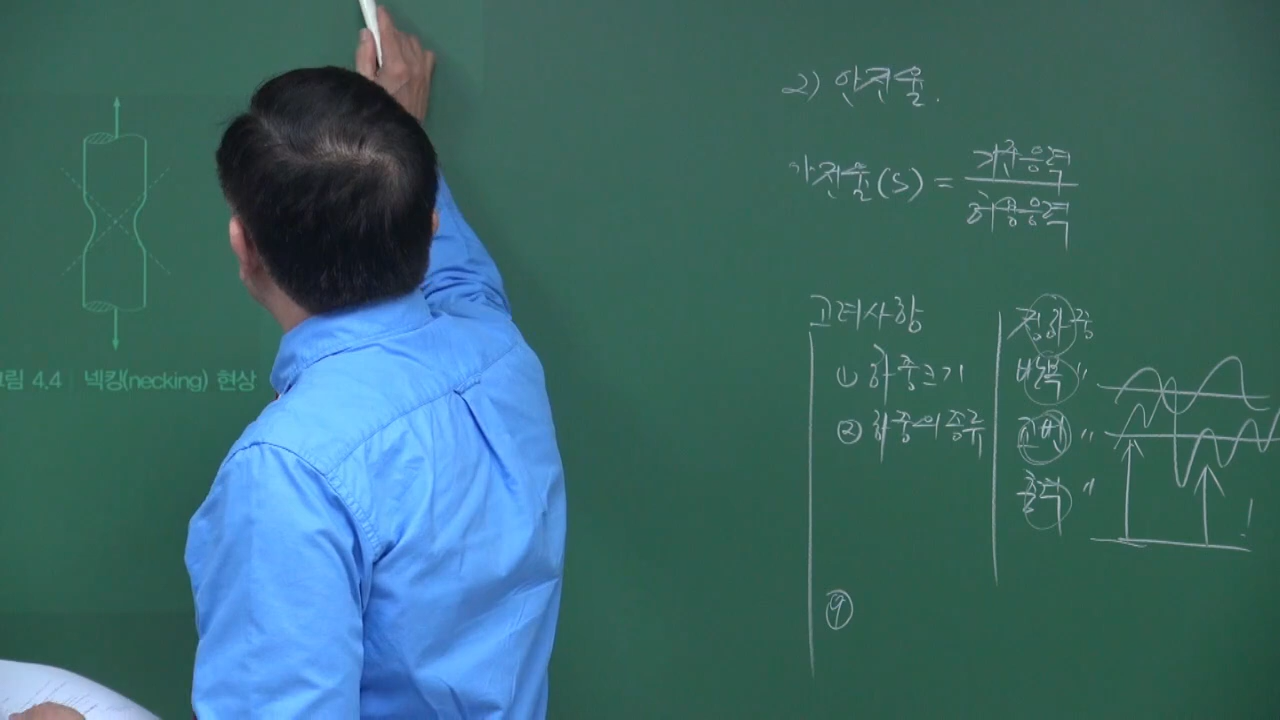 그림 4.4 | 넥킹(necking) 현상
2) 안전율.
안전율(S) = 기준응력 / 허용응력
고려사항
① 하중크기
② 하중의 종류
⑨
정하중
반복 〃
교번 〃
충격 〃
!